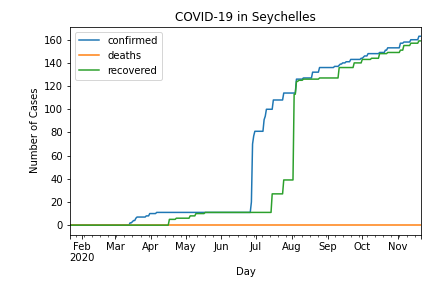 COVID-19 in Seychelles
confirmed
deaths
recovered
Number of Cases
160
140
120
100
80
60
40
20
0
Feb Mar Apr May Jun Jul Aug Sep Oct Nov
2020
Day